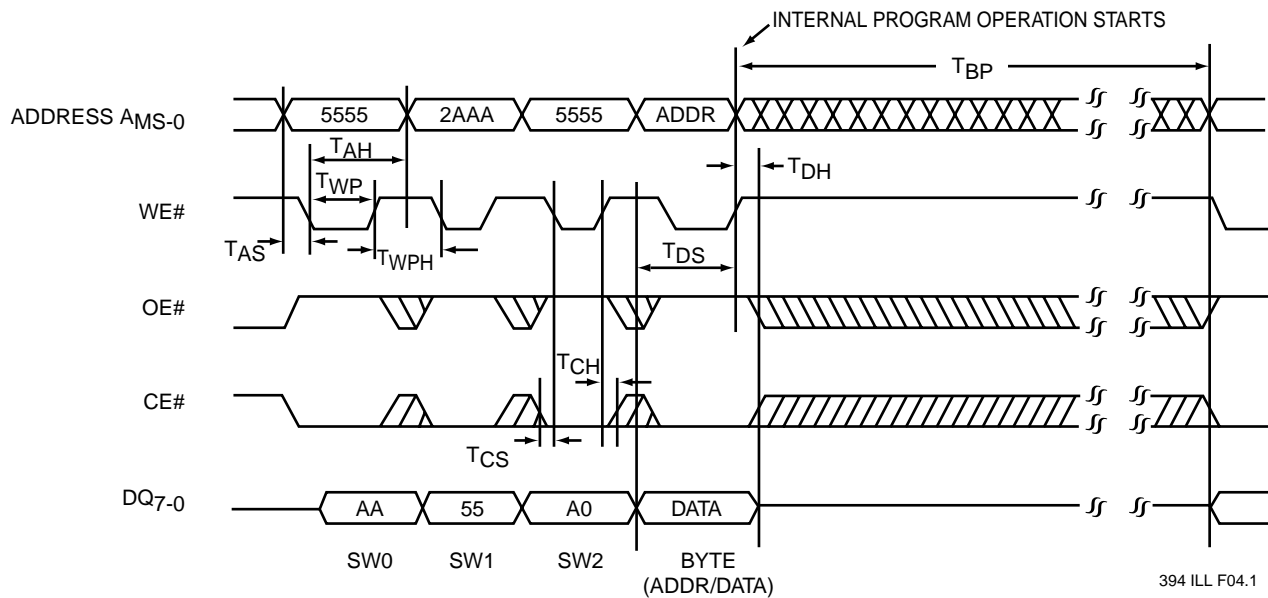 INTERNAL PROGRAM OPERATION STARTS
TBP
ADDRESS AMS-0
5555
2AAA
5555
ADDR
TAH
TDH
TWP
WE#
TAS
TWPH
TDS
OE#
TCH
CE#
TCS
DQ7-0
AA
55
A0
DATA
SW0
SW1
SW2
BYTE
(ADDR/DATA)
394 ILL F04.1